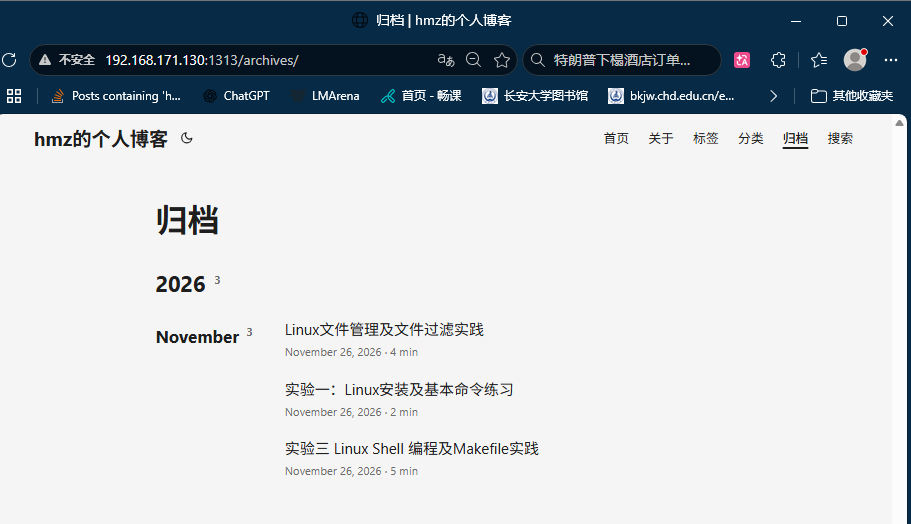 归档 | hmz的个人博客
不安全 192.168.171.130:1313/archives/ 特朗普下榻酒店订单...
Posts containing 'h... ChatGPT LMArena 首页 - 畅课 长安大学图书馆 bkjw.chd.edu.cn/e... 其他收藏夹
hmz的个人博客 首页 关于 标签 分类 归档 搜索
归档
2026 3
November 3
Linux文件管理及文件过滤实践
November 26, 2026 · 4 min
实验一：Linux安装及基本命令练习
November 26, 2026 · 2 min
实验三 Linux Shell 编程及Makefile实践
November 26, 2026 · 5 min